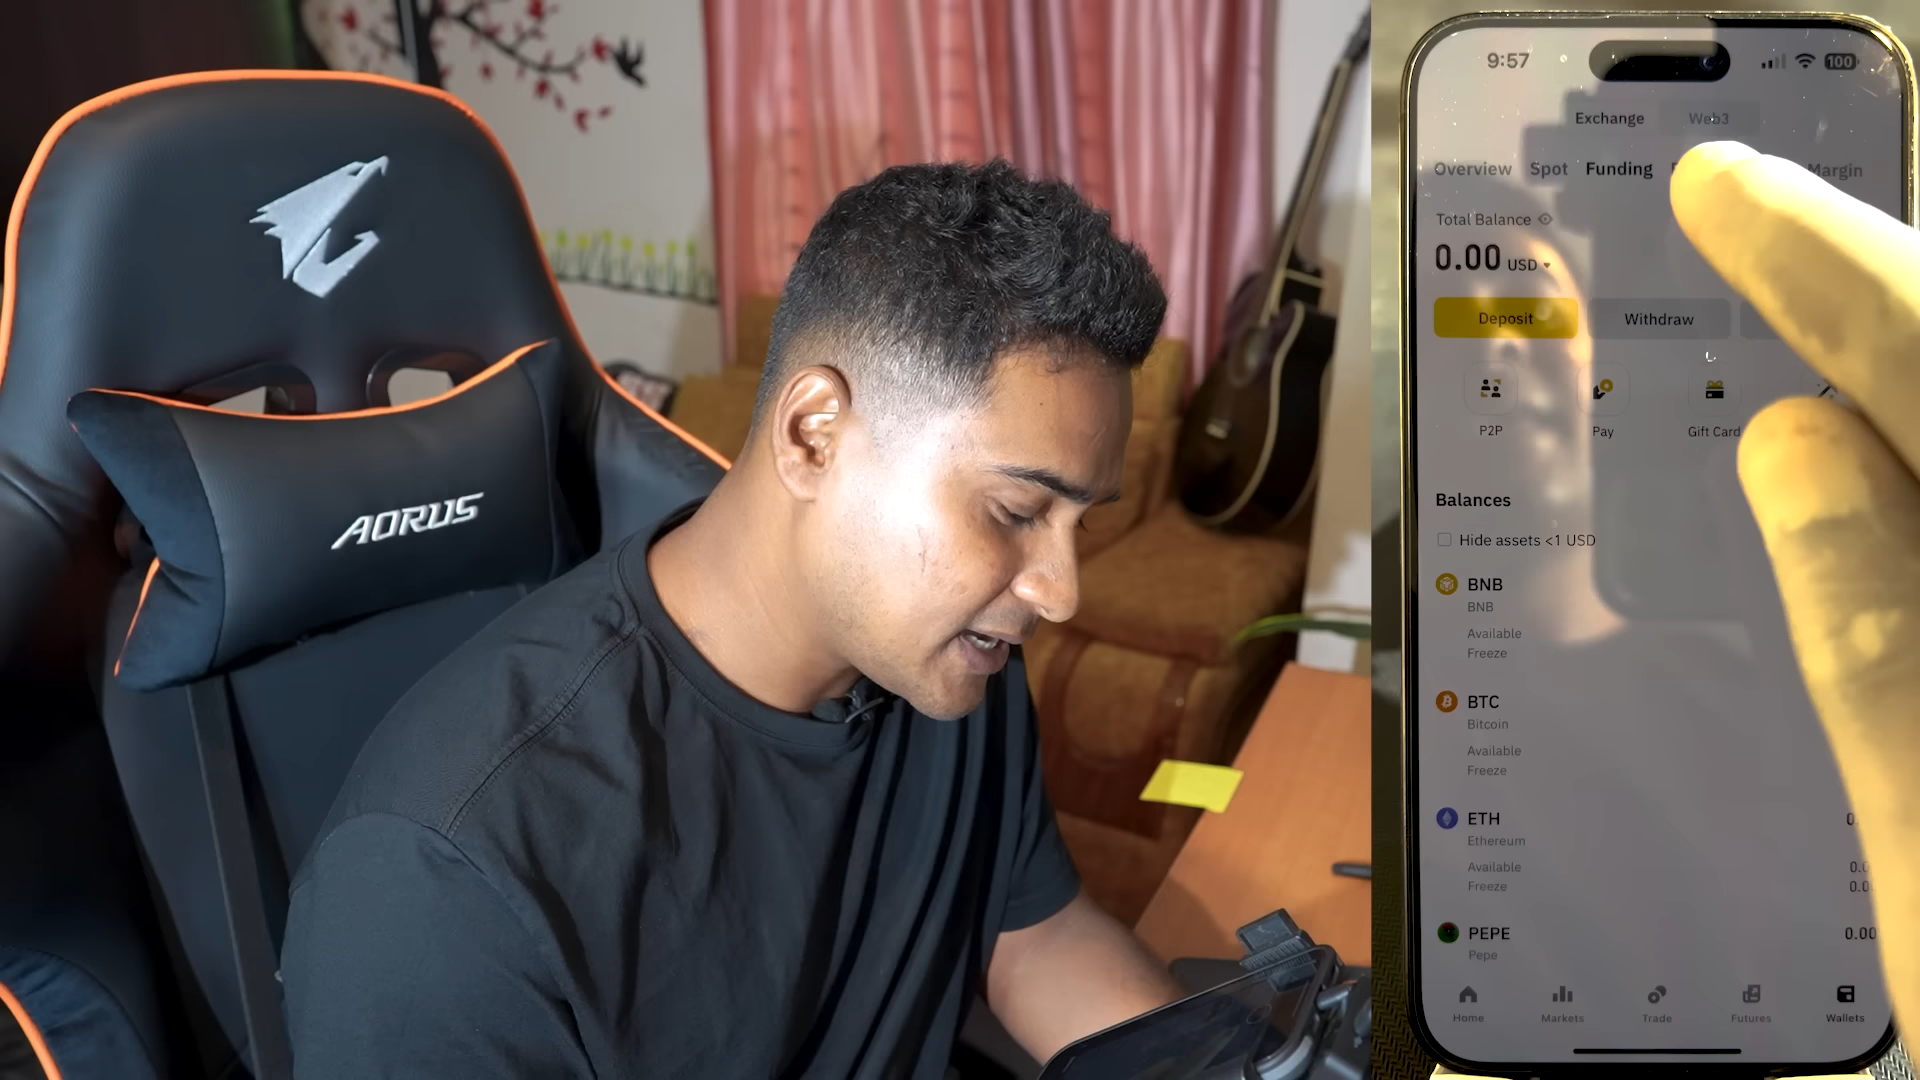 AORUS
9:57
100
Exchange
Web3
Overview Spot Funding Margin
Total Balance
0.00 USD
Deposit
Withdraw
P2P
Pay
Gift Card
Balances
Hide assets <1 USD
BNB
BNB
Available
Freeze
BTC
Bitcoin
Available
Freeze
ETH
Ethereum
Available
Freeze
PEPE
0.00
Pepe
Home
Markets
Trade
Futures
Wallets